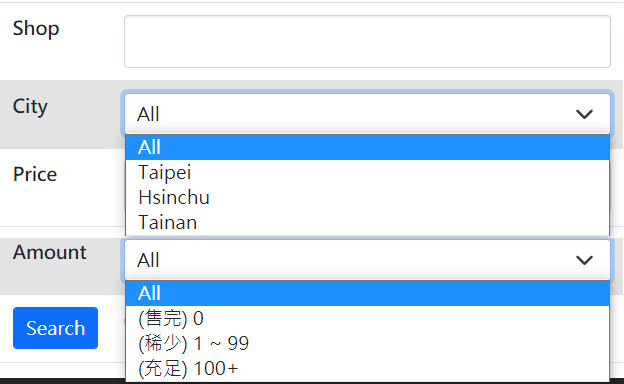 Shop
City
All
All
Taipei
Price
Hsinchu
Tainan
Amount
All
All
Search
(售完) 0
(稀少) 1 ~ 99
(充足) 100+